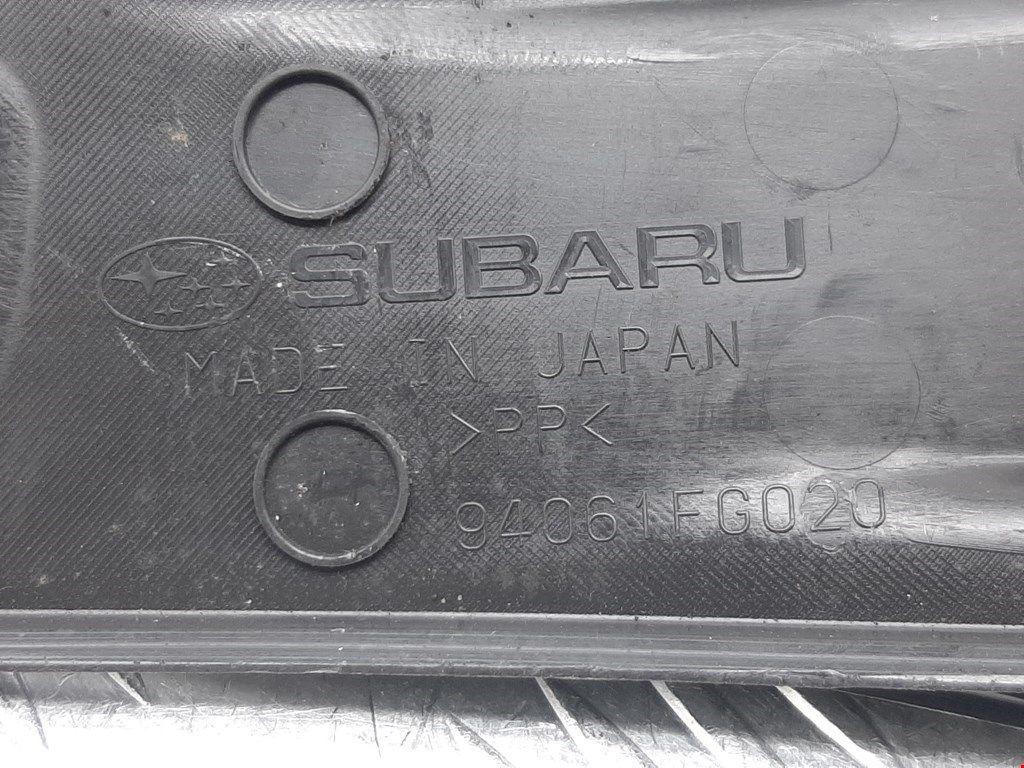 SUBARU
MADE IN JAPAN
>PP<
94061FG020